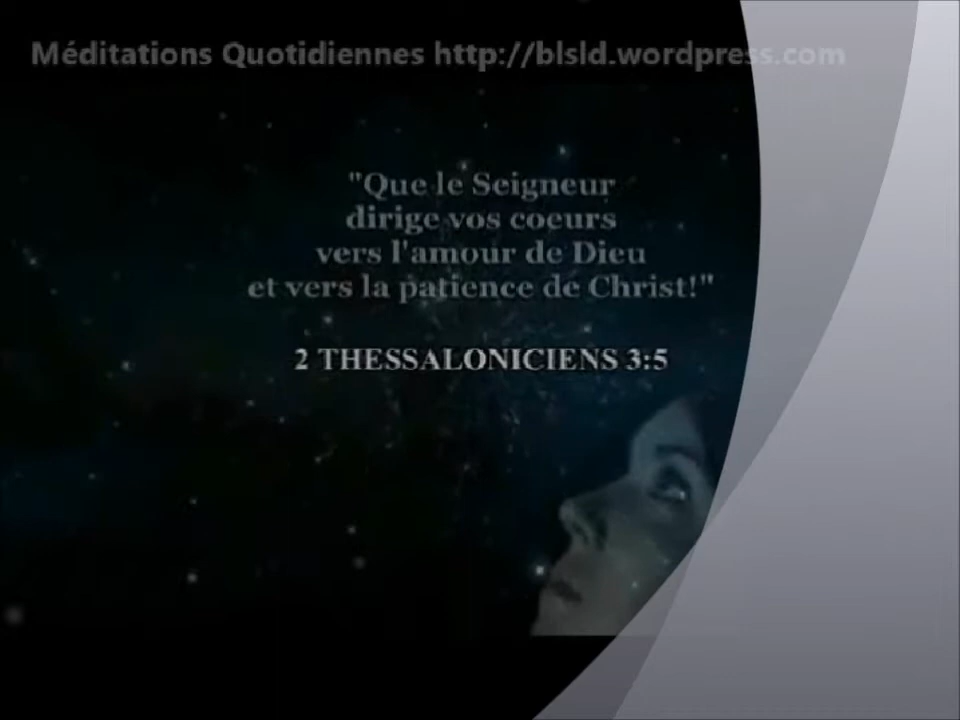 Méditations Quotidiennes http://blsld.wordpress.com
"Que le Seigneur
dirige vos coeurs
vers l'amour de Dieu
et vers la patience de Christ!"
2 THESSALONICIENS 3:5